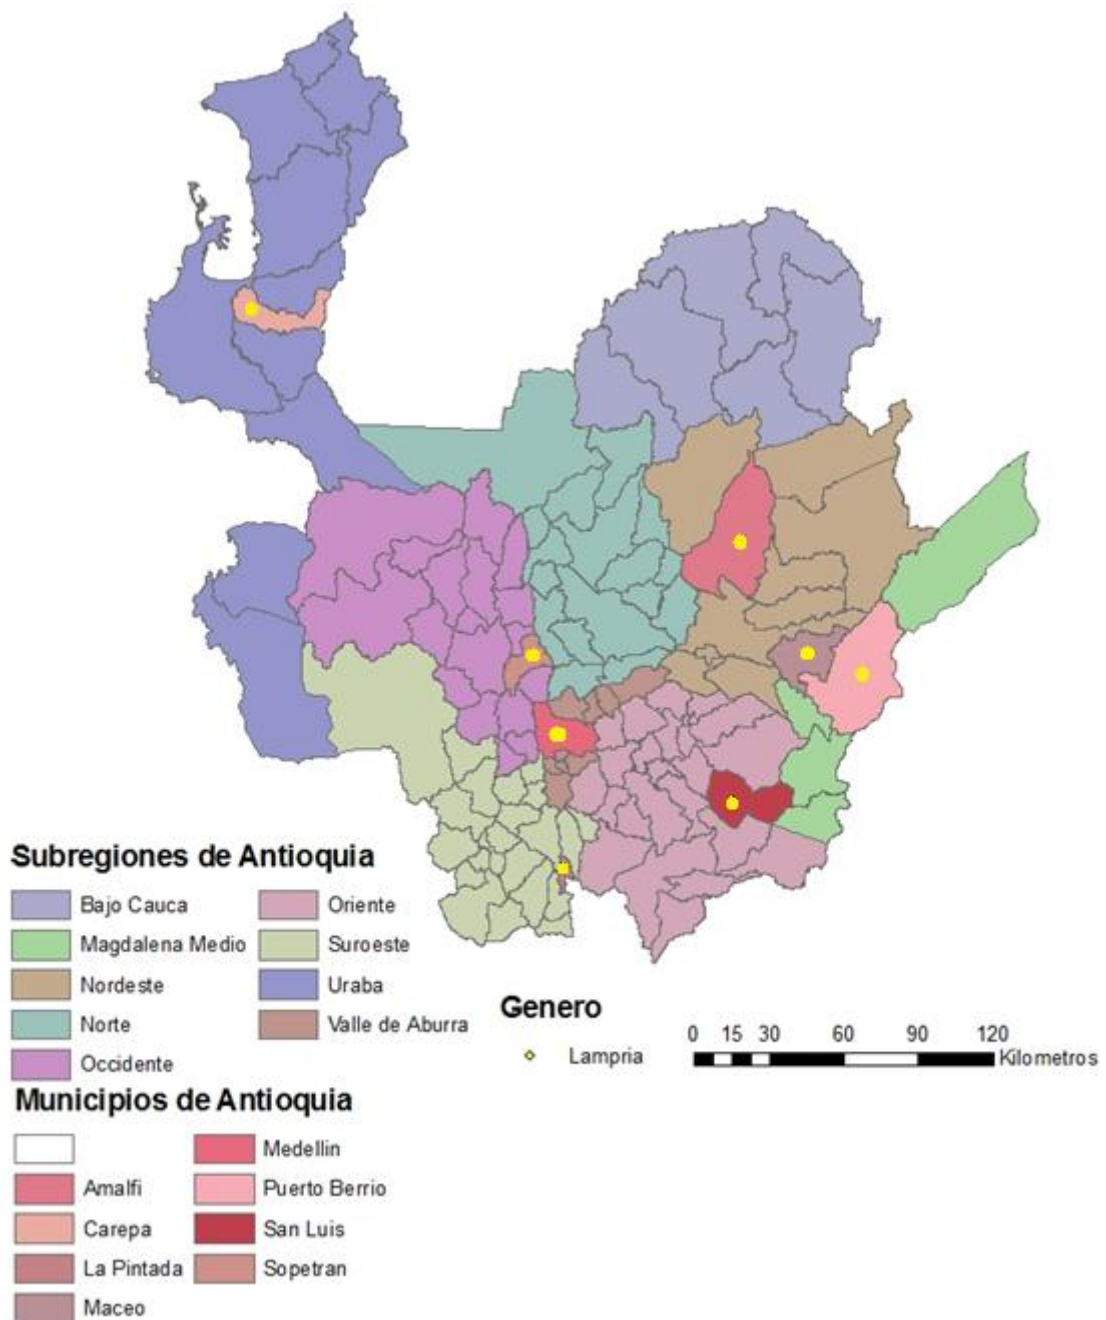 Subregiones de Antioquia
Bajo Cauca
Magdalena Medio
Nordeste
Norte
Occidente
Oriente
Suroeste
Uraba
Valle de Aburra
Genero
Lampria
0 15 30 60 90 120
Kilometros
Municipios de Antioquia
Amalfi
Carepa
La Pintada
Maceo
Medellin
Puerto Berrio
San Luis
Sopetran